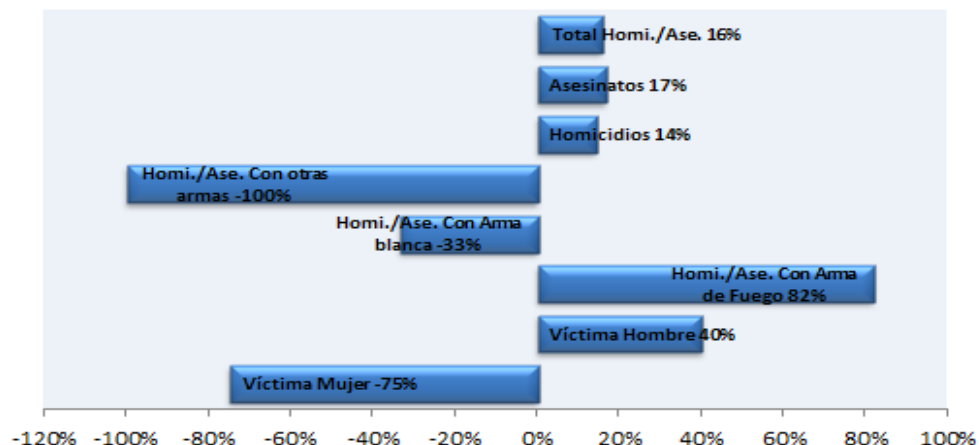 Total Homi./Ase. 16%
Asesinatos 17%
Homicidios 14%
Homi./Ase. Con otras
armas -100%
Homi./Ase. Con Arma
blanca -33%
Homi./Ase. Con Arma
de Fuego 82%
Víctima Hombre 40%
Víctima Mujer -75%
-120% -100% -80% -60% -40% -20% 0% 20% 40% 60% 80% 100%